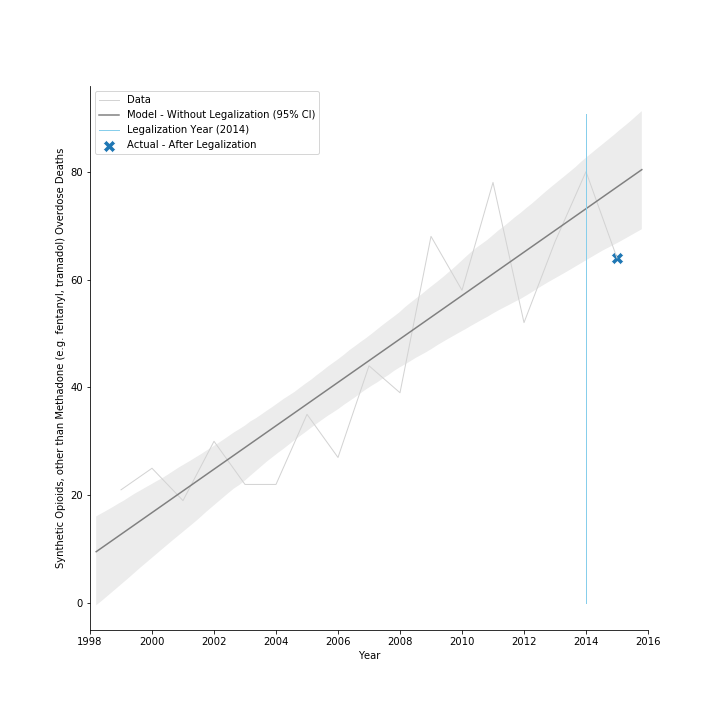 Data
Model - Without Legalization (95% CI)
Legalization Year (2014)
Actual - After Legalization
Synthetic Opioids, other than Methadone (e.g. fentanyl, tramadol) Overdose Deaths
80
60
40
20
0
1998 2000 2002 2004 2006 2008 2010 2012 2014 2016
Year